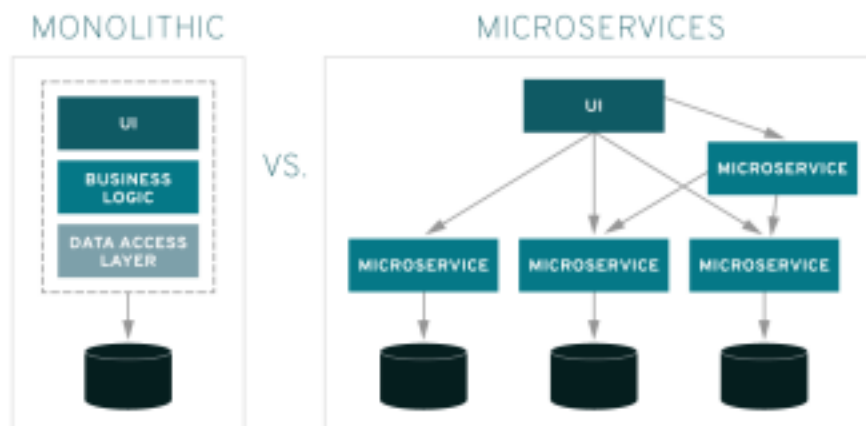 MONOLITHIC
MICROSERVICES
UI
BUSINESS
LOGIC
DATA ACCESS
LAYER
VS.
UI
MICROSERVICE
MICROSERVICE
MICROSERVICE
MICROSERVICE